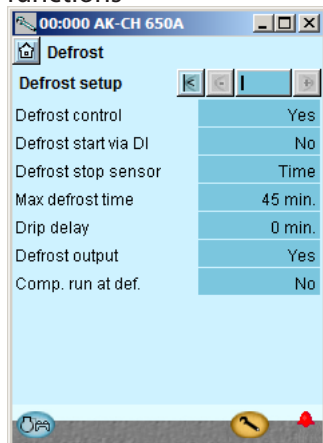 functions
00:000 AK-CH 650A
Defrost
Defrost setup
Defrost control Yes
Defrost start via DI No
Defrost stop sensor Time
Max defrost time 45 min.
Drip delay 0 min.
Defrost output Yes
Comp. run at def. No